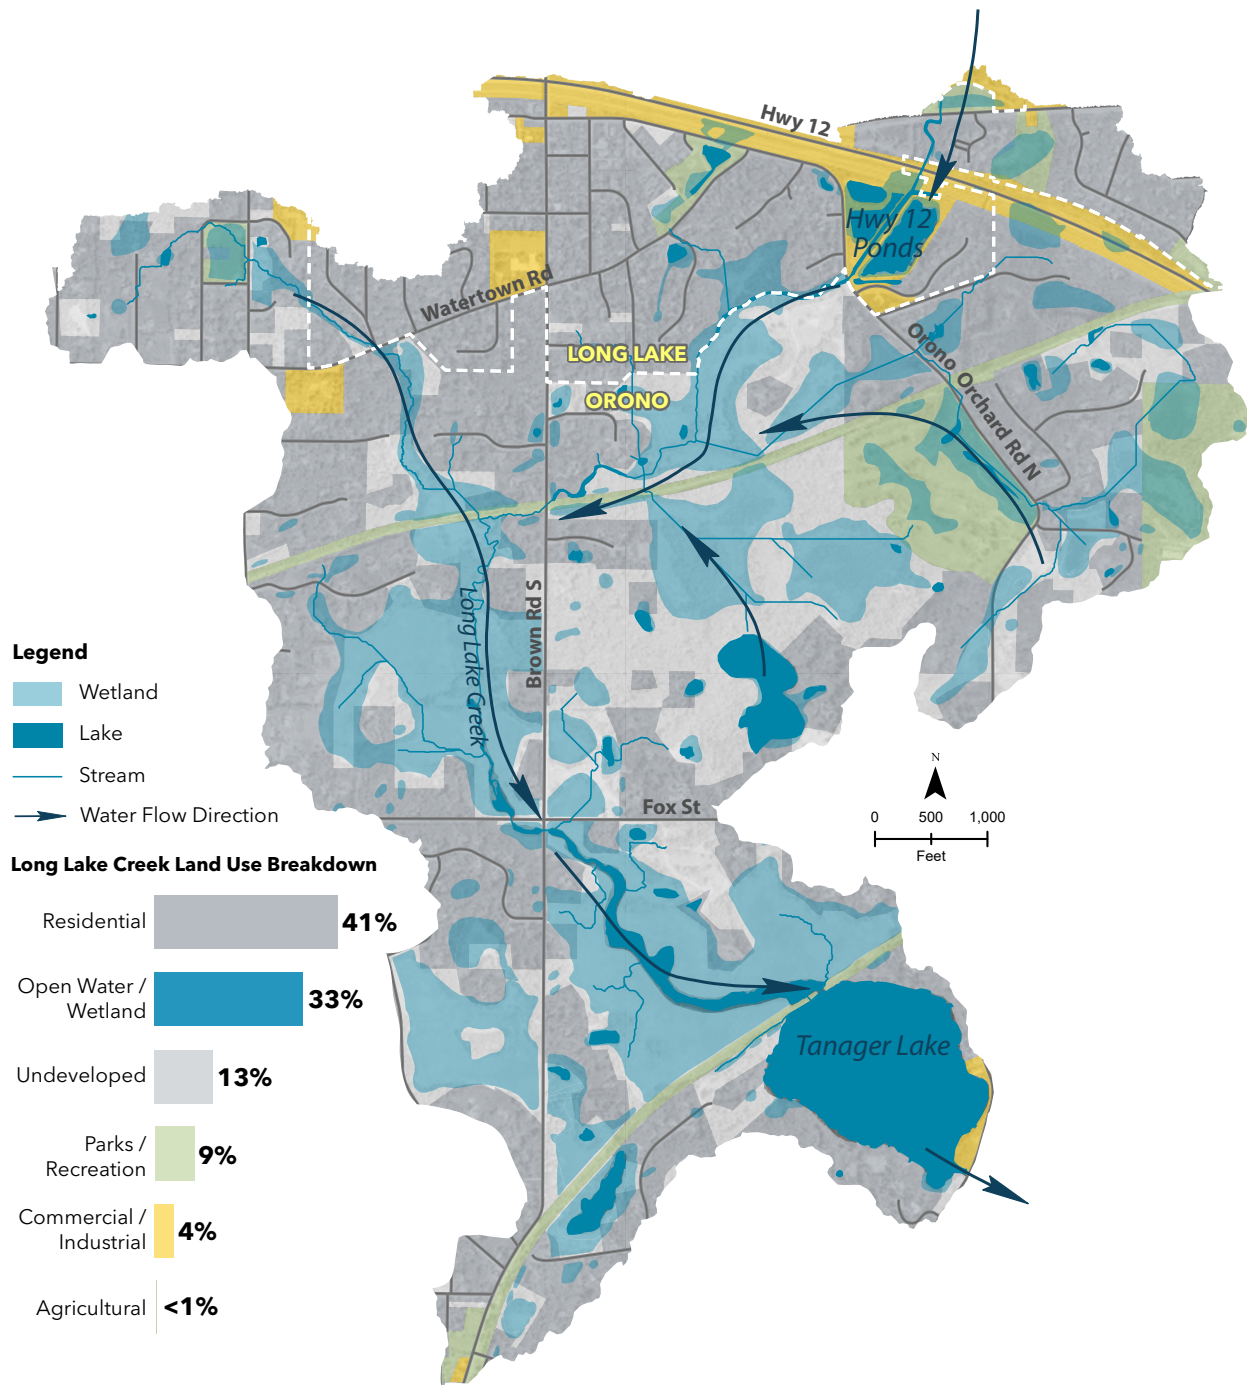 Hwy 12
Hwy 12
Ponds
Watertown Rd
LONG LAKE
ORONO
Orono Orchard Rd N
Long Lake Creek
Brown Rd S
Fox St
Tanager Lake
N
0 500 1,000
Feet
Legend
Wetland
Lake
Stream
Water Flow Direction
Long Lake Creek Land Use Breakdown
Residential 41%
Open Water /
Wetland 33%
Undeveloped 13%
Parks /
Recreation 9%
Commercial /
Industrial 4%
Agricultural <1%